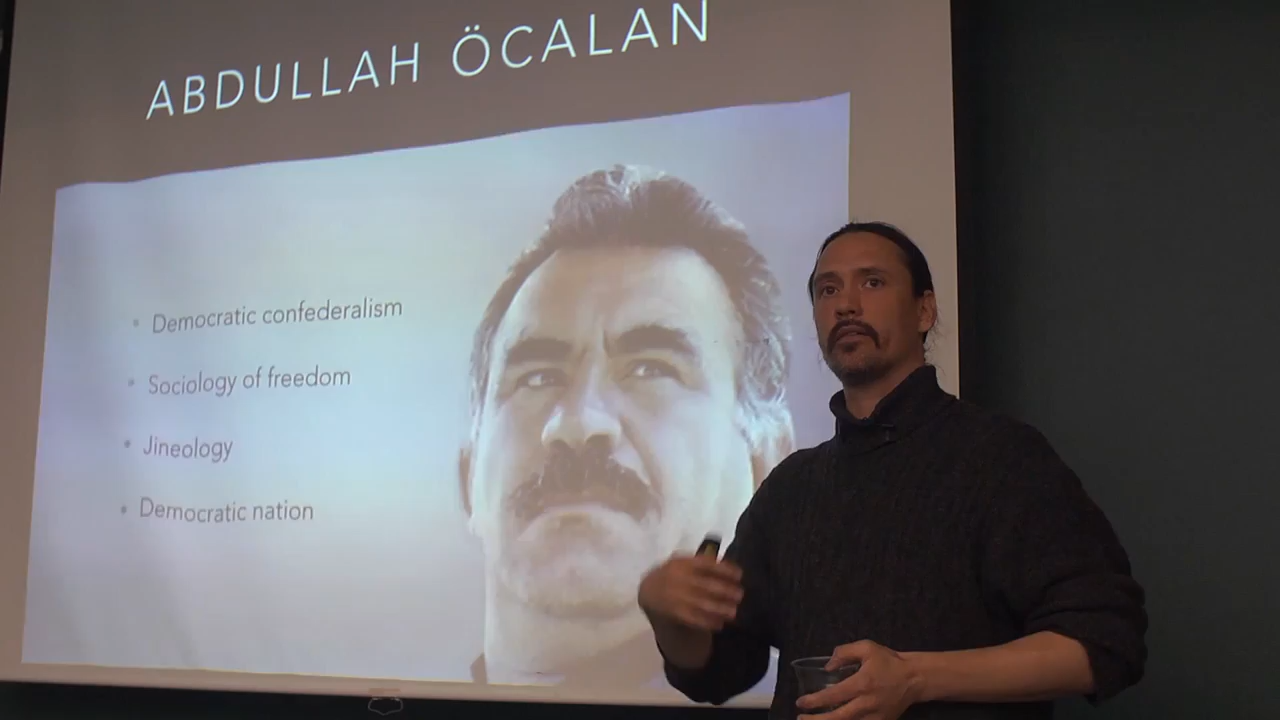 ABDULLAH ÖCALAN
Democratic confederalism
Sociology of freedom
Jineology
Democratic nation